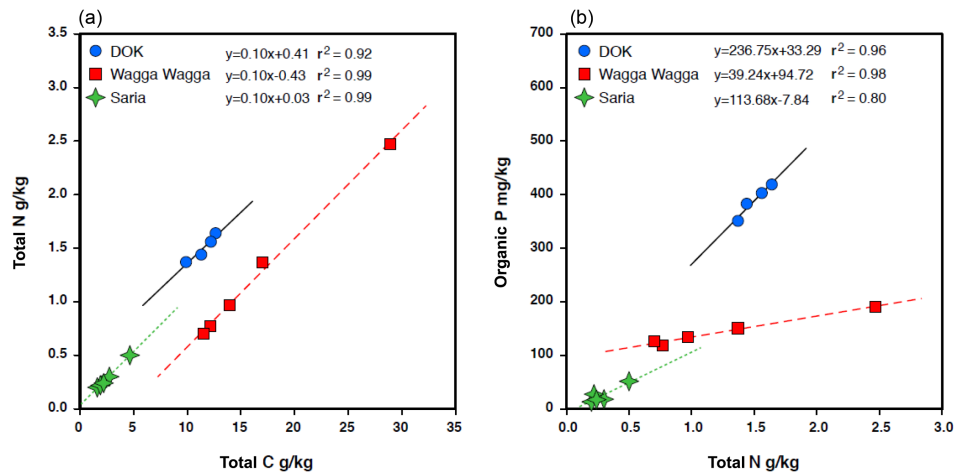 (a)
DOK y=0.10x+0.41 r² = 0.92
Wagga Wagga y=0.10x-0.43 r² = 0.99
Saria y=0.10x+0.03 r² = 0.99
Total N g/kg
3.5
3.0
2.5
2.0
1.5
1.0
0.5
0.0
0 5 10 15 20 25 30 35
Total C g/kg
(b)
DOK y=236.75x+33.29 r² = 0.96
Wagga Wagga y=39.24x+94.72 r² = 0.98
Saria y=113.68x-7.84 r² = 0.80
Organic P mg/kg
700
600
500
400
300
200
100
0
0.0 0.5 1.0 1.5 2.0 2.5 3.0
Total N g/kg